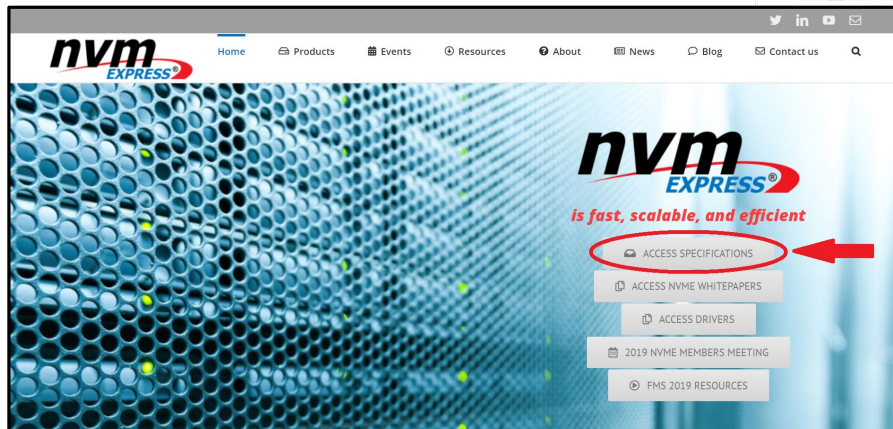 nvm
EXPRESS®
Home Products Events Resources About News Blog Contact us
nvm
EXPRESS®
is fast, scalable, and efficient
ACCESS SPECIFICATIONS
ACCESS NVME WHITEPAPERS
ACCESS DRIVERS
2019 NVME MEMBERS MEETING
FMS 2019 RESOURCES